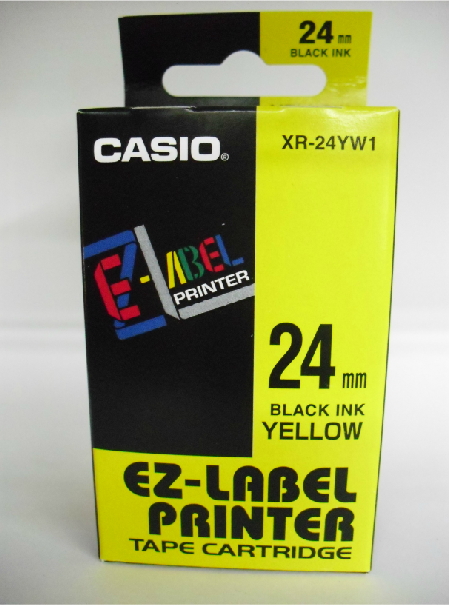 24 mm
BLACK INK
CASIO®
XR-24YW1
EZ-LABEL
PRINTER
24 mm
BLACK INK
YELLOW
EZ-LABEL
PRINTER
TAPE CARTRIDGE